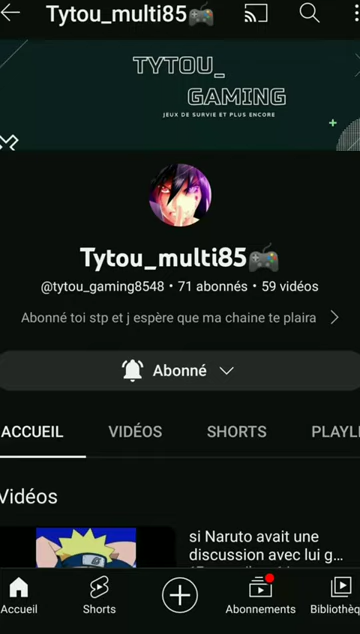 Tytou_multi85🎮
TYTOU_
GAMING
JEUX DE SURVIE ET PLUS ENCORE
Tytou_multi85🎮
@tytou_gaming8548 • 71 abonnés • 59 vidéos
Abonné toi stp et j espère que ma chaine te plaira
Abonné
ACCUEIL VIDÉOS SHORTS PLAYLI
Vidéos
si Naruto avait une
discussion avec lui g...
Accueil Shorts Abonnements Bibliothèq